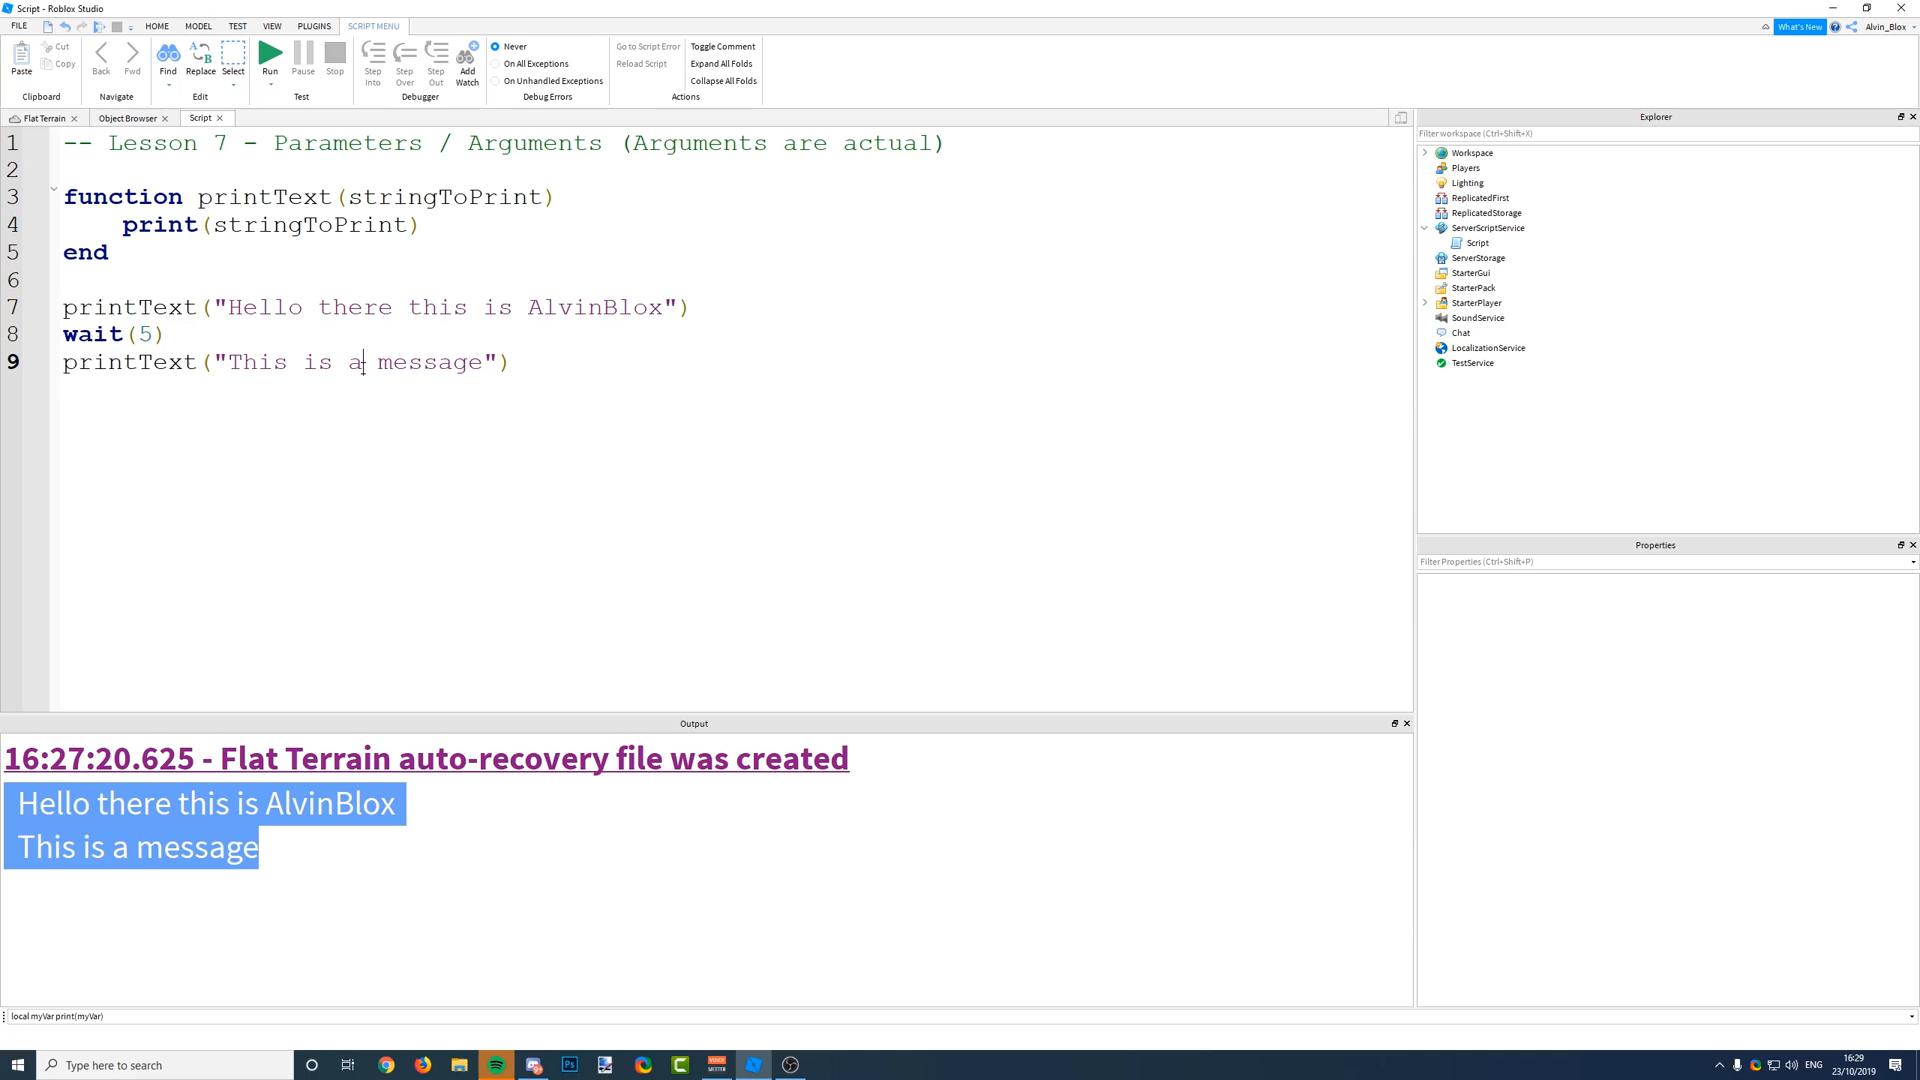 Script - Roblox Studio
FILE HOME MODEL TEST VIEW PLUGINS SCRIPT MENU What's New Alvin_Blox
Paste Cut Copy Back Fwd Find Replace Select Run Pause Stop Step Into Step Over Step Out Add Watch Never On All Exceptions On Unhandled Exceptions Go to Script Error Reload Script Toggle Comment Expand All Folds Collapse All Folds
Clipboard Navigate Edit Test Debugger Debug Errors Actions
Flat Terrain Object Browser Script
1 -- Lesson 7 - Parameters / Arguments (Arguments are actual)
2
3 function printText(stringToPrint)
4 print(stringToPrint)
5 end
6
7 printText("Hello there this is AlvinBlox")
8 wait(5)
9 printText("This is a message")
Explorer
Filter workspace (Ctrl+Shift+X)
Workspace
Players
Lighting
ReplicatedFirst
ReplicatedStorage
ServerScriptService
Script
ServerStorage
StarterGui
StarterPack
StarterPlayer
SoundService
Chat
LocalizationService
TestService
Properties
Filter Properties (Ctrl+Shift+P)
Output
16:27:20.625 - Flat Terrain auto-recovery file was created
Hello there this is AlvinBlox
This is a message
local myVar print(myVar)
Type here to search
ENG
16:29
23/10/2019